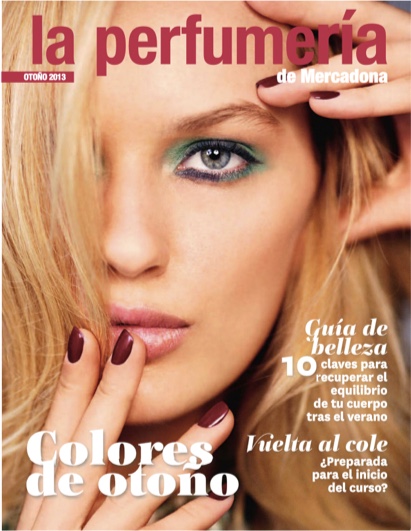 la perfumería
OTOÑO 2013
de Mercadona
Guía de
belleza
10 claves para
recuperar el
equilibrio
de tu cuerpo
tras el verano
Colores
de otoño
Vuelta al cole
¿Preparada
para el inicio
del curso?